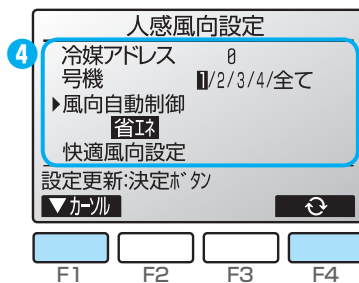 人感風向設定
4
冷媒アドレス 0
号機 1/2/3/4/全て
▶風向自動制御
省エネ
快適風向設定
設定更新:決定ボタン
▼カーソル
F1 F2 F3 F4